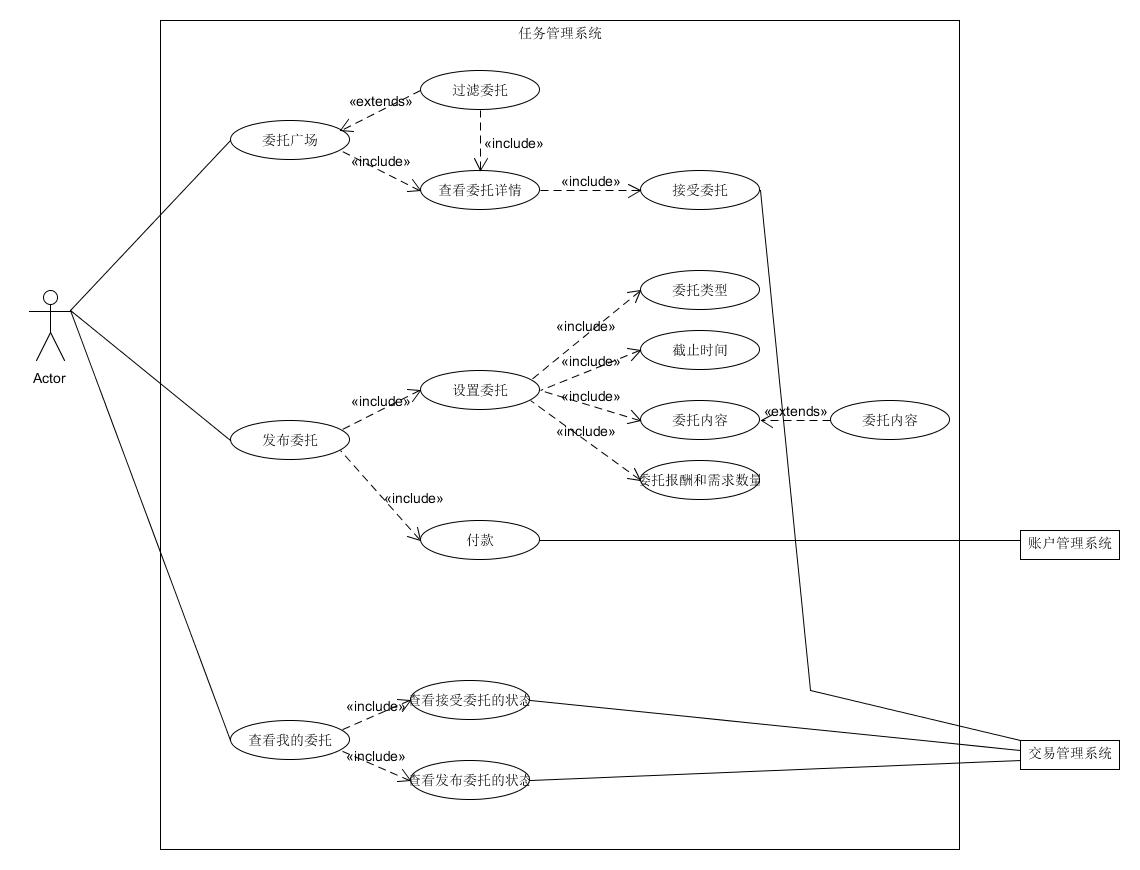 任务管理系统
过滤委托
«extends»
委托广场
«include»
«include»
查看委托详情
«include»
接受委托
委托类型
«include»
截止时间
«include»
设置委托
«include»
«include»
委托内容
«extends»
委托内容
«include»
委托报酬和需求数量
Actor
发布委托
«include»
付款
账户管理系统
查看接受委托的状态
«include»
查看我的委托
«include»
查看发布委托的状态
交易管理系统